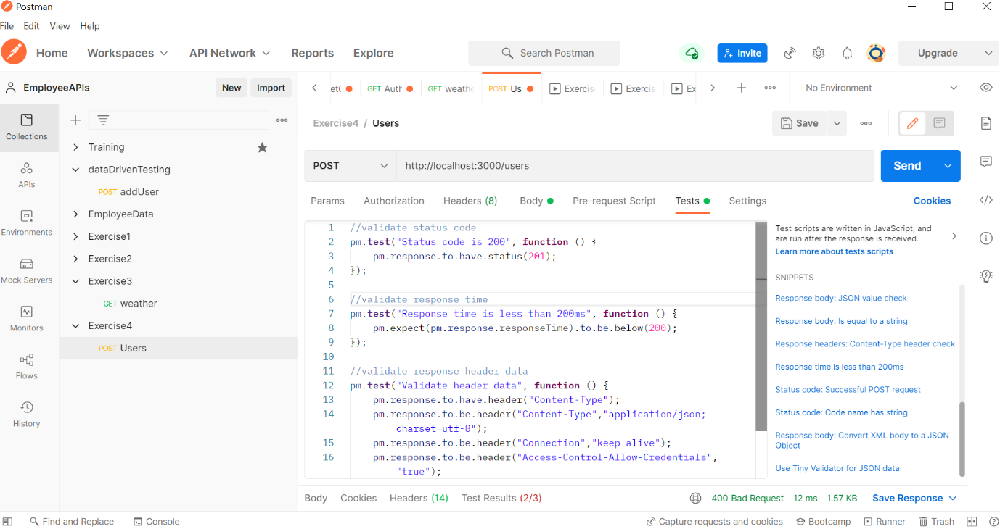 Postman
File Edit View Help
Home Workspaces API Network Reports Explore Search Postman Invite Upgrade
EmployeeAPIs New Import
GET Auth GET weathe POST Us Exercis Exercis Ex No Environment
Collections
APIs
Environments
Mock Servers
Monitors
Flows
History
Training
dataDrivenTesting
POST addUser
EmployeeData
Exercise1
Exercise2
Exercise3
GET weather
Exercise4
POST Users
Exercise4 / Users Save
POST http://localhost:3000/users Send
Params Authorization Headers (8) Body Pre-request Script Tests Settings Cookies
1 //validate status code
2 pm.test("Status code is 200", function () {
3 pm.response.to.have.status(201);
4 });
5
6 //validate response time
7 pm.test("Response time is less than 200ms", function () {
8 pm.expect(pm.response.responseTime).to.be.below(200);
9 });
10
11 //validate response header data
12 pm.test("Validate header data", function () {
13 pm.response.to.have.header("Content-Type");
14 pm.response.to.be.header("Content-Type","application/json;
charset=utf-8");
15 pm.response.to.be.header("Connection","keep-alive");
16 pm.response.to.be.header("Access-Control-Allow-Credentials",
"true");
Test scripts are written in JavaScript, and
are run after the response is received.
Learn more about tests scripts
SNIPPETS
Response body: JSON value check
Response body: Is equal to a string
Response headers: Content-Type header check
Response time is less than 200ms
Status code: Successful POST request
Status code: Code name has string
Response body: Convert XML body to a JSON
Object
Use Tiny Validator for JSON data
Body Cookies Headers (14) Test Results (2/3) 400 Bad Request 12 ms 1.57 KB Save Response
Find and Replace Console Capture requests and cookies Bootcamp Runner Trash